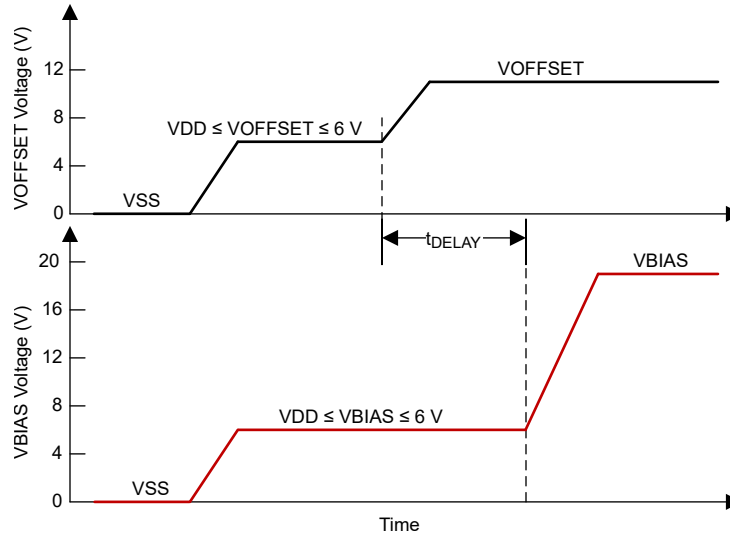 VOFFSET Voltage (V)
12
8
4
0
VOFFSET
VDD ≤ VOFFSET ≤ 6 V
VSS
tDELAY
VBIAS Voltage (V)
20
16
12
8
4
0
VBIAS
VDD ≤ VBIAS ≤ 6 V
VSS
Time